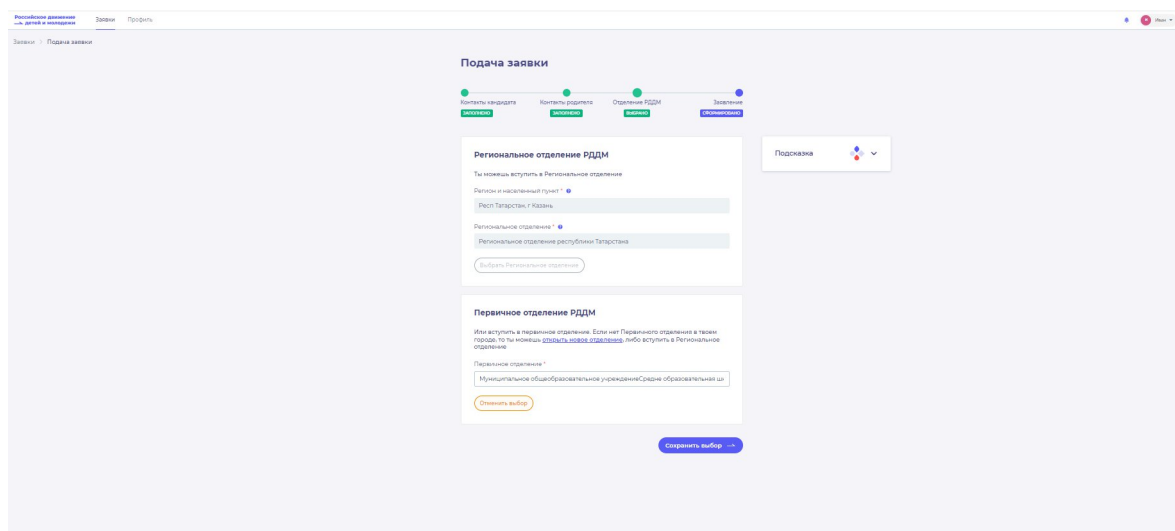 Российское движение
детей и молодежи
Заявки Профиль
Иван
Заявки > Подача заявки
Подача заявки
Контакты кандидата Контакты родителя Отделение РДДМ Заявление
ЗАПОЛНЕНО ЗАПОЛНЕНО ВЫБРАНО СФОРМИРОВАНО
Региональное отделение РДДМ
Подсказка
Ты можешь вступить в Региональное отделение
Регион и населенный пункт *
Респ Татарстан, г Казань
Региональное отделение *
Региональное отделение республики Татарстана
Выбрать Региональное отделение
Первичное отделение РДДМ
Или вступить в первичное отделение. Если нет Первичного отделения в твоем
городе, то ты можешь открыть новое отделение, либо вступить в Региональное
отделение
Первичное отделение *
Муниципальное общеобразовательное учреждениеСредне образовательная шк
Отменить выбор
Сохранить выбор